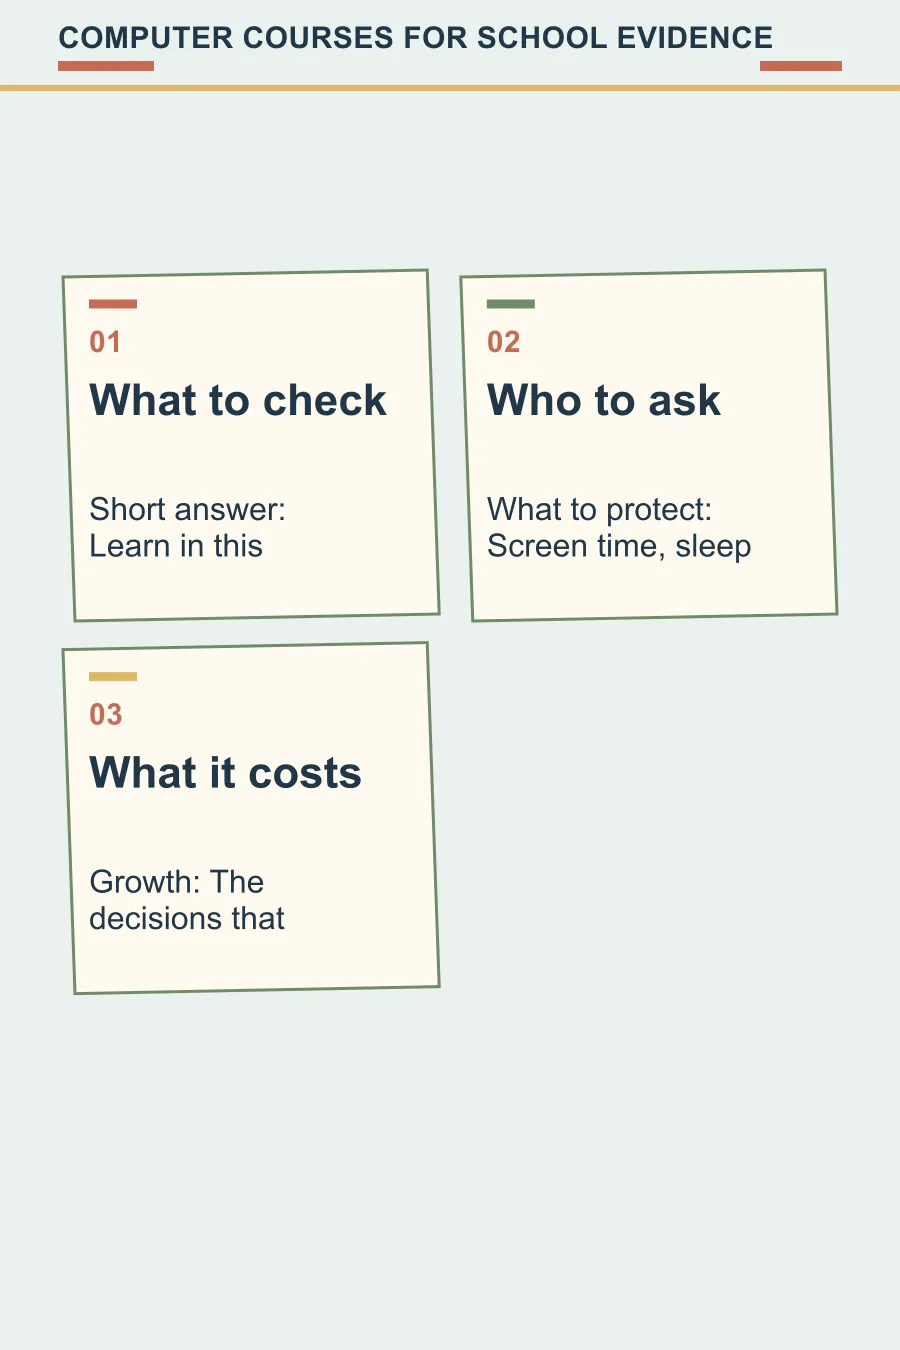 COMPUTER COURSES FOR SCHOOL EVIDENCE
01
What to check
Short answer:
Learn in this
02
Who to ask
What to protect:
Screen time, sleep
03
What it costs
Growth: The
decisions that